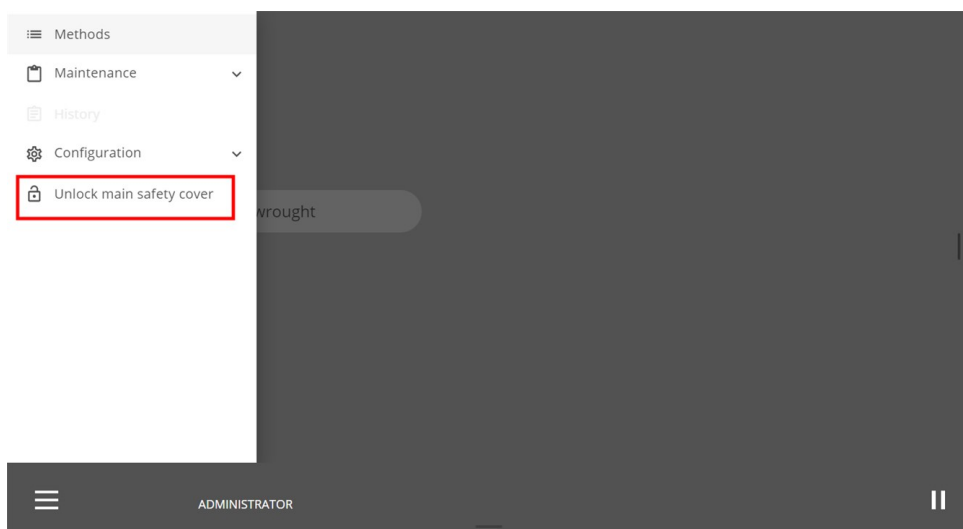 Methods
Maintenance
History
Configuration
Unlock main safety cover
wrought
ADMINISTRATOR